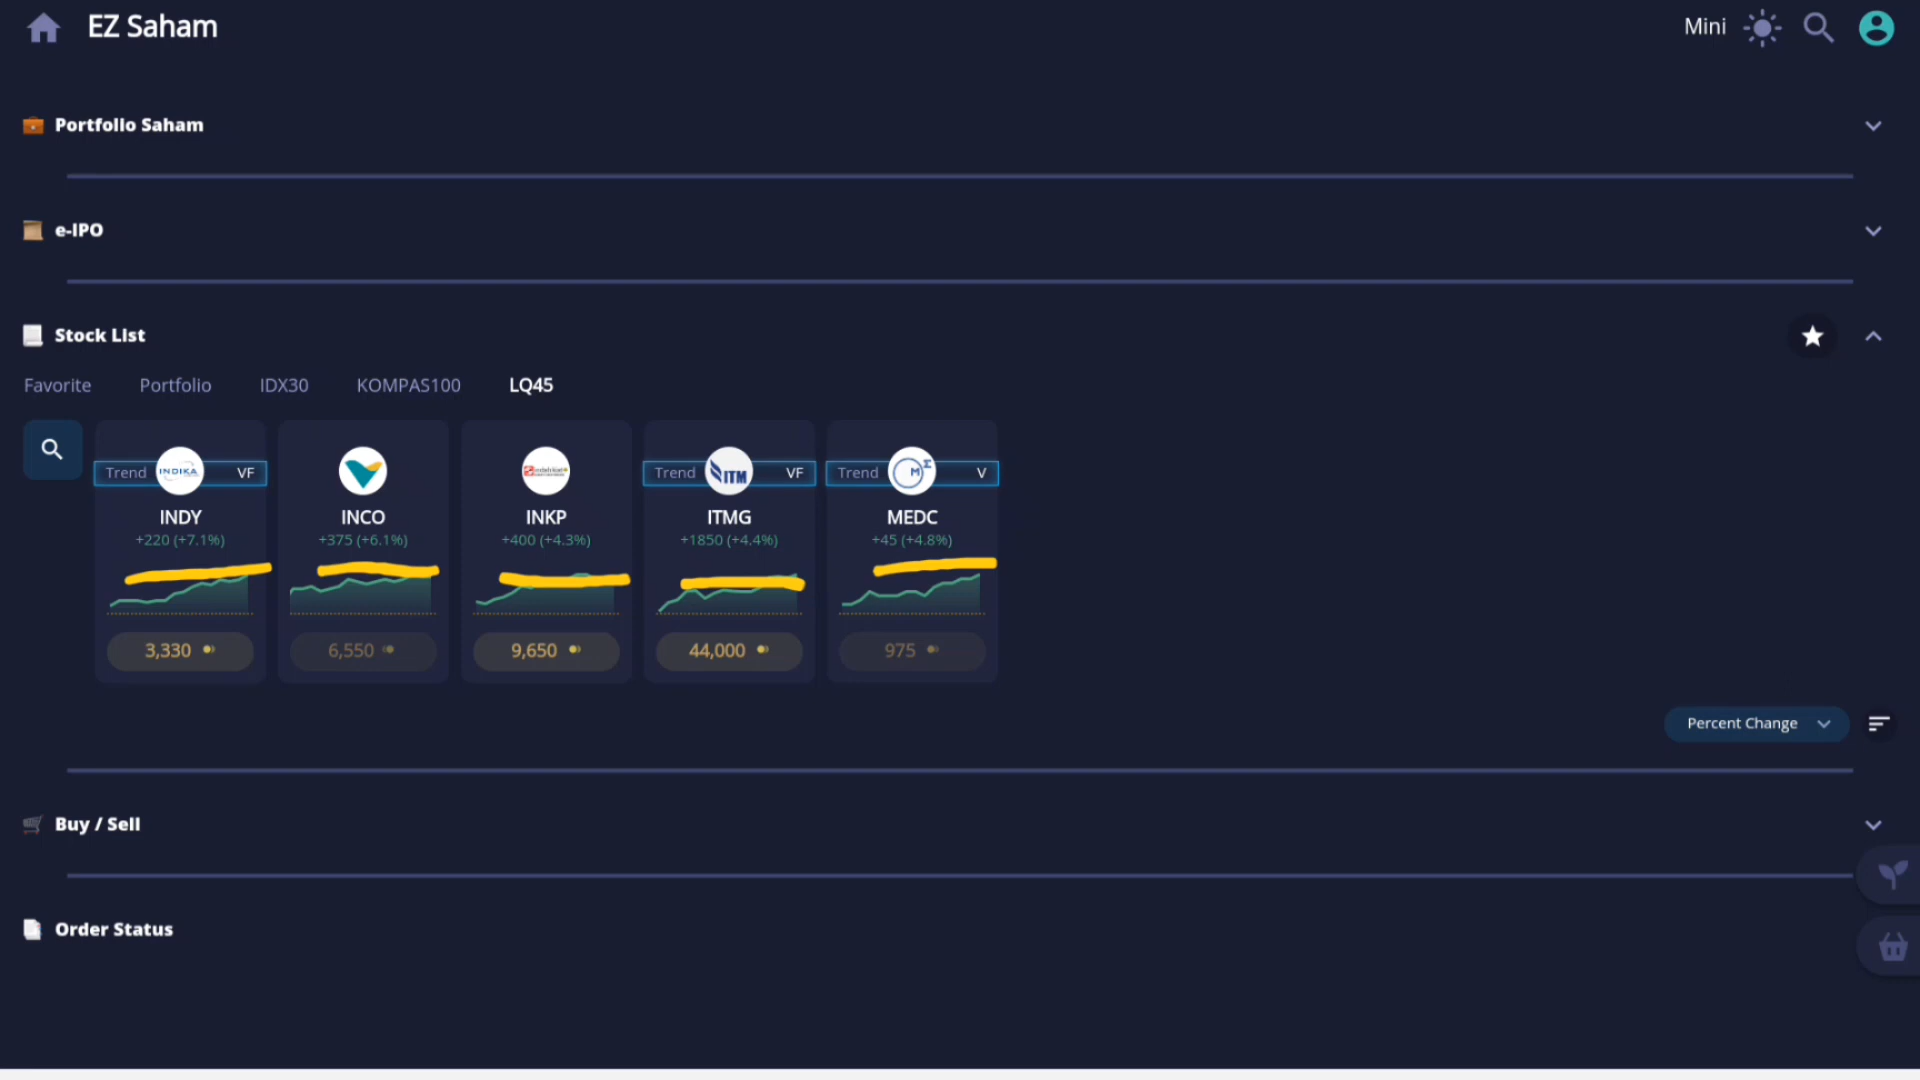 EZ Saham
Mini
Portfolio Saham
e-IPO
Stock List
Favorite Portfolio IDX30 KOMPAS100 LQ45
Trend INDIKA VF
Trend ITM VF
Trend M Σ V
INDY INCO INKP ITMG MEDC
+220 (+7.1%) +375 (+6.1%) +400 (+4.3%) +1850 (+4.4%) +45 (+4.8%)
3,330 6,550 9,650 44,000 975
Percent Change
Buy / Sell
Order Status